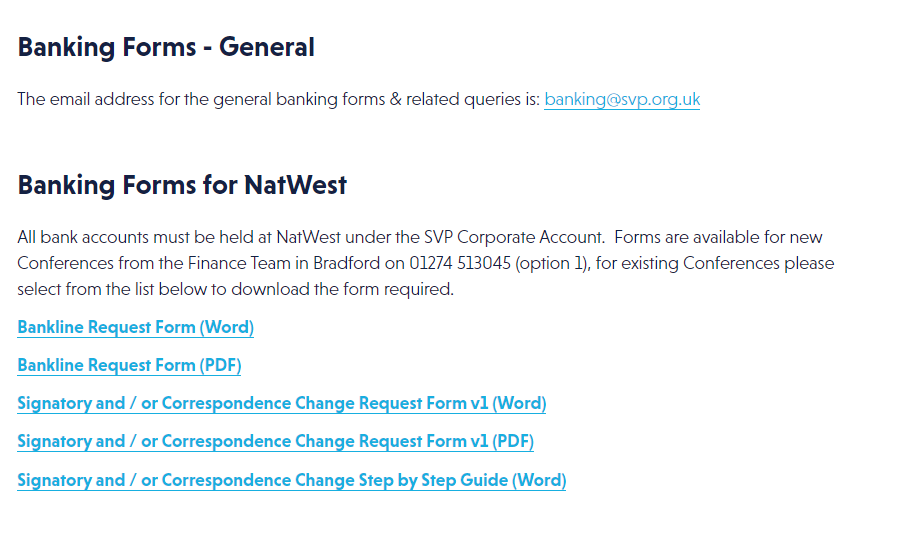 Banking Forms - General
The email address for the general banking forms & related queries is: banking@svp.org.uk
Banking Forms for NatWest
All bank accounts must be held at NatWest under the SVP Corporate Account.  Forms are available for new
Conferences from the Finance Team in Bradford on 01274 513045 (option 1), for existing Conferences please
select from the list below to download the form required.
Bankline Request Form (Word)
Bankline Request Form (PDF)
Signatory and / or Correspondence Change Request Form v1 (Word)
Signatory and / or Correspondence Change Request Form v1 (PDF)
Signatory and / or Correspondence Change Step by Step Guide (Word)